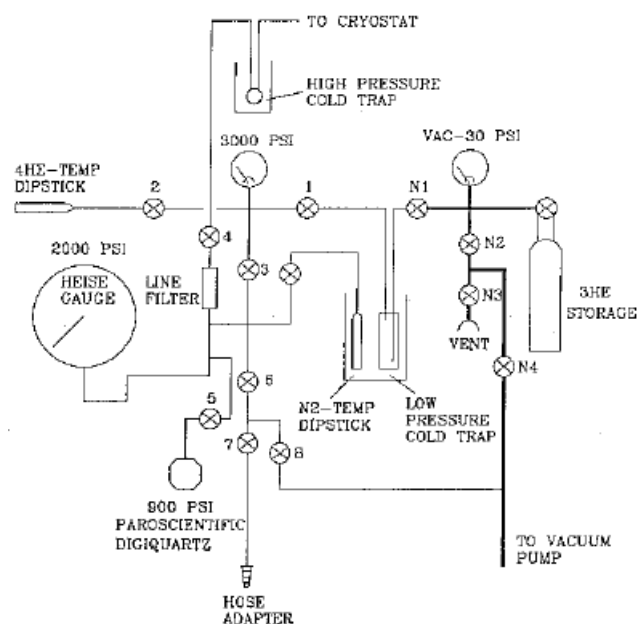 TO CRYOSTAT
HIGH PRESSURE
COLD TRAP
3000 PSI
VAC-30 PSI
4HE-TEMP
DIPSTICK
2
1
N1
4
2000 PSI
HEISE
GAUGE
LINE
FILTER
3
N2
N3
VENT
3HE
STORAGE
N4
6
5
7
8
N2-TEMP
DIPSTICK
LOW
PRESSURE
COLD TRAP
900 PSI
PAROSCIENTIFIC
DIGIQUARTZ
TO VACUUM
PUMP
HOSE
ADAPTER